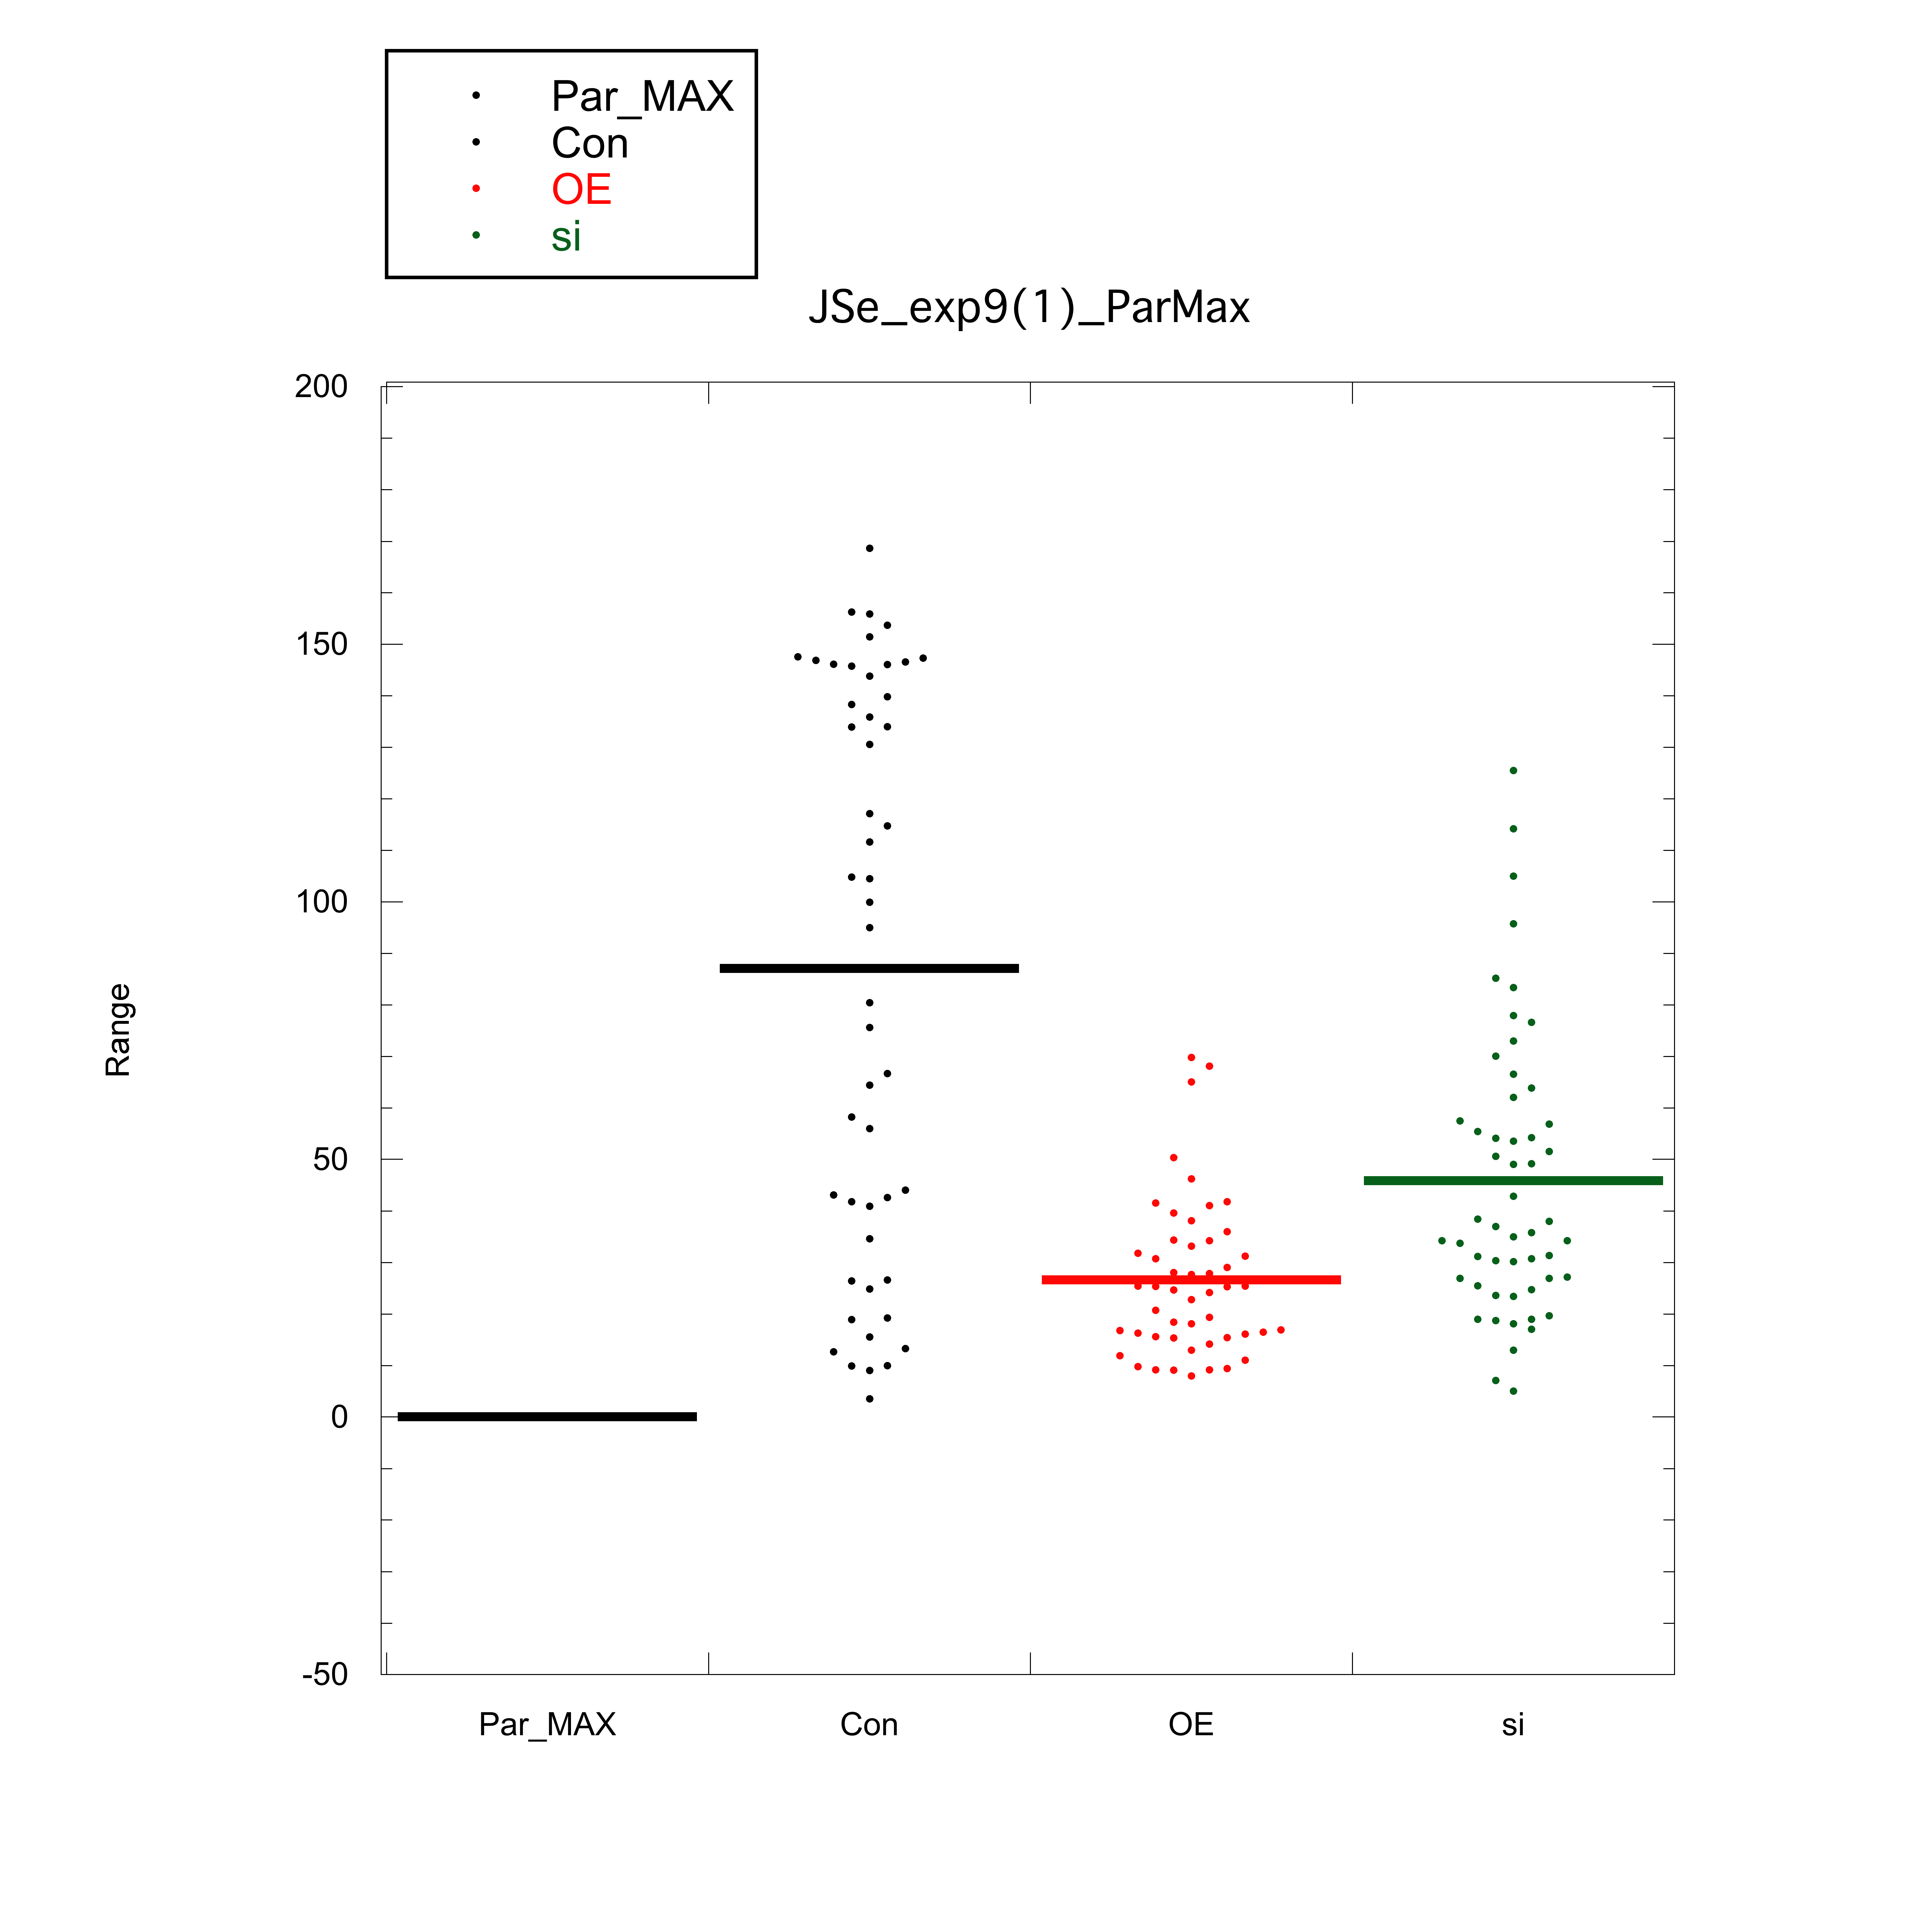 Par_MAX
Con
OE
si
JSe_exp9(1)_ParMax
200
150
100
50
0
-50
Range
Par_MAX
Con
OE
si